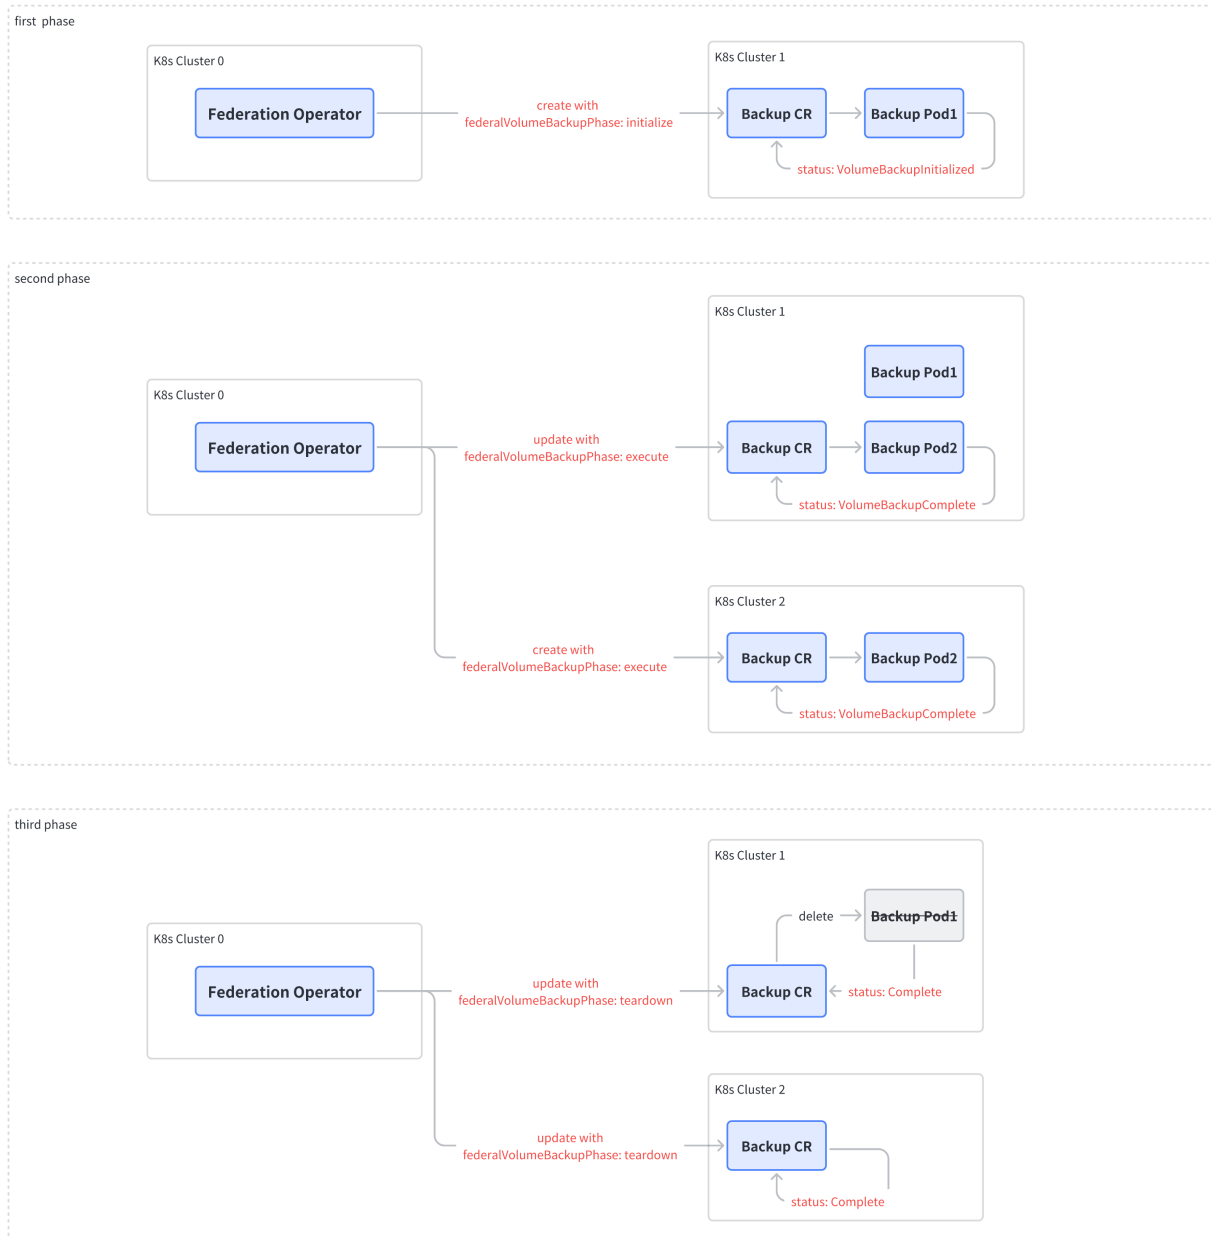 first phase
K8s Cluster 0
Federation Operator
create with
federalVolumeBackupPhase: initialize
K8s Cluster 1
Backup CR
Backup Pod1
status: VolumeBackupInitialized
second phase
K8s Cluster 0
Federation Operator
update with
federalVolumeBackupPhase: execute
K8s Cluster 1
Backup Pod1
Backup CR
Backup Pod2
status: VolumeBackupComplete
create with
federalVolumeBackupPhase: execute
K8s Cluster 2
Backup CR
Backup Pod2
status: VolumeBackupComplete
third phase
K8s Cluster 0
Federation Operator
update with
federalVolumeBackupPhase: teardown
K8s Cluster 1
delete
Backup Pod1
Backup CR
status: Complete
update with
federalVolumeBackupPhase: teardown
K8s Cluster 2
Backup CR
status: Complete